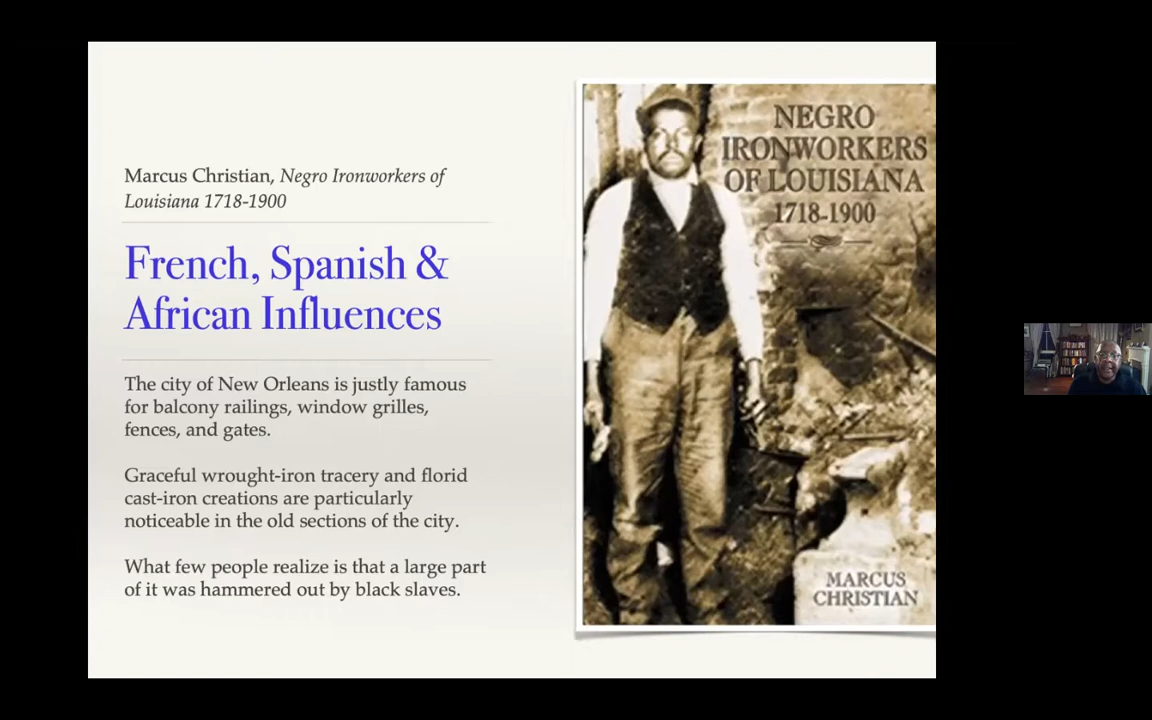 Marcus Christian, Negro Ironworkers of
Louisiana 1718-1900
French, Spanish &
African Influences
The city of New Orleans is justly famous
for balcony railings, window grilles,
fences, and gates.
Graceful wrought-iron tracery and florid
cast-iron creations are particularly
noticeable in the old sections of the city.
What few people realize is that a large part
of it was hammered out by black slaves.
NEGRO
IRONWORKERS
OF LOUISIANA
1718-1900
MARCUS
CHRISTIAN